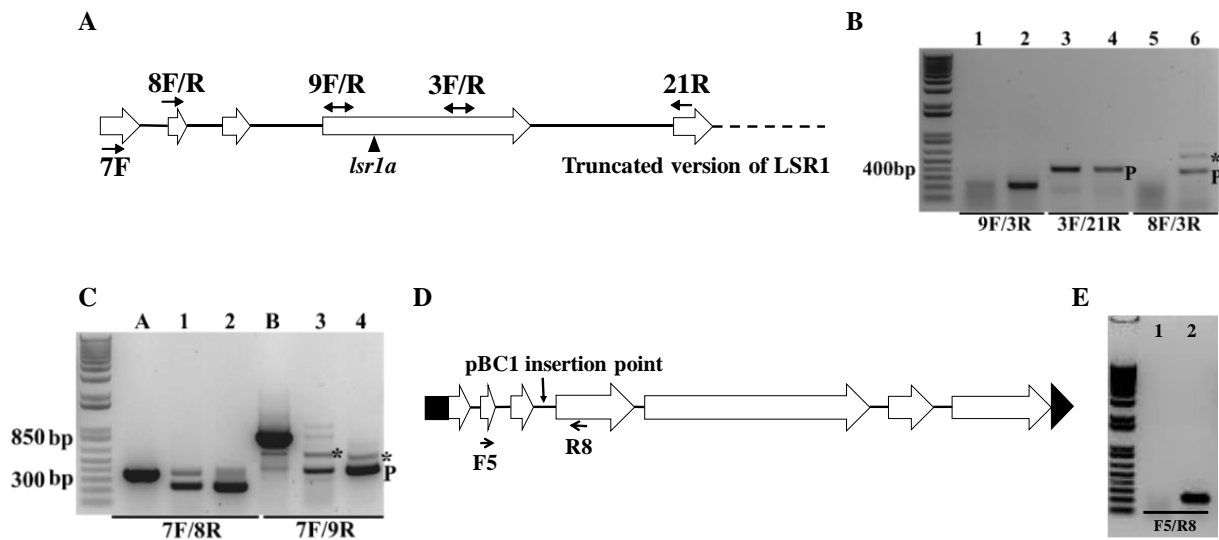 A
8F/R
9F/R
3F/R
21R
7F
lsr1a
Truncated version of LSR1
B
1 2 3 4 5 6
400bp
P
*
P
9F/3R 3F/21R 8F/3R
C
A 1 2 B 3 4
850 bp
300 bp
* *
P
7F/8R 7F/9R
D
pBC1 insertion point
F5
R8
E
1 2
F5/R8